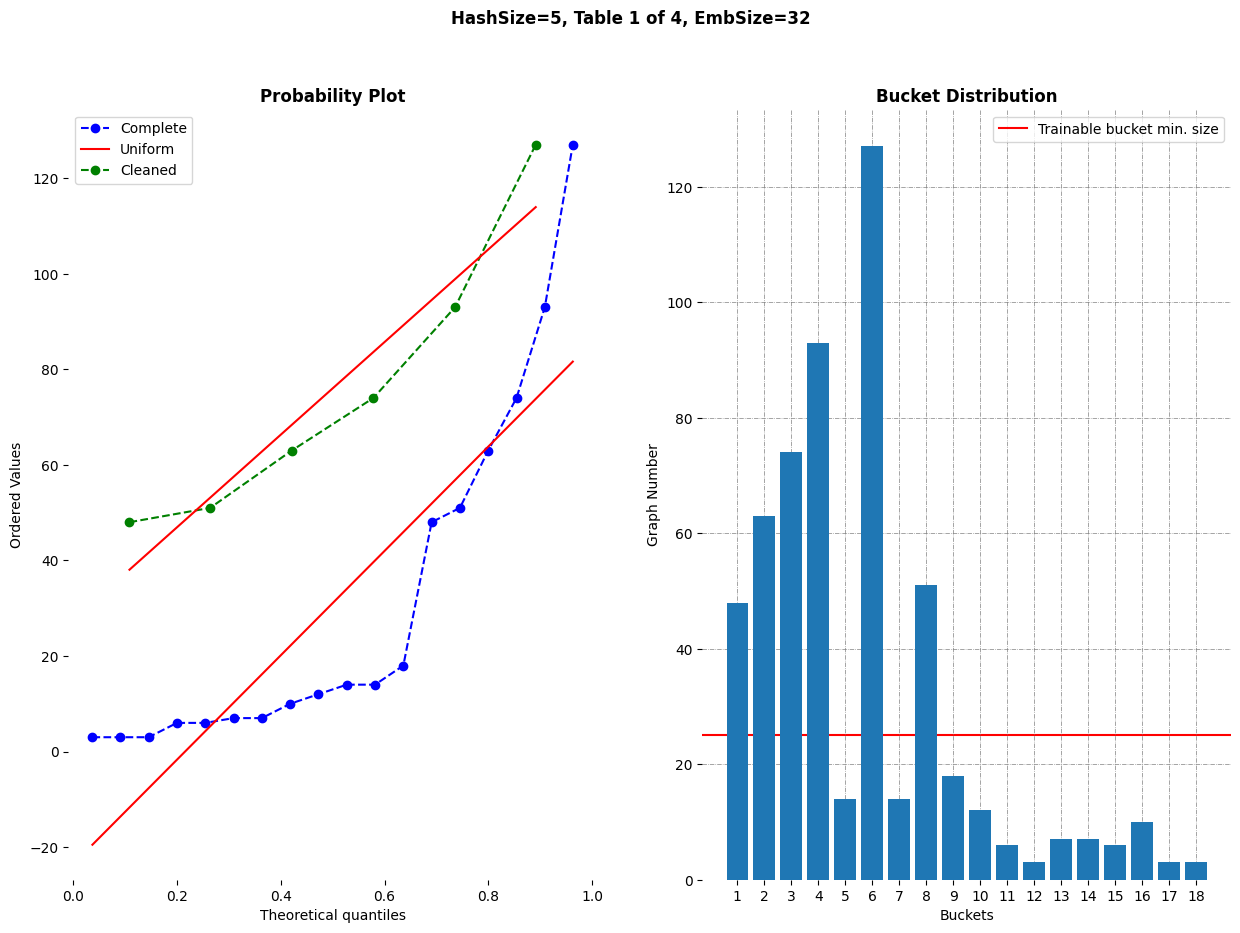 HashSize=5, Table 1 of 4, EmbSize=32
Probability Plot
Complete
Uniform
Cleaned
120
100
80
60
40
20
0
−20
Ordered Values
0.0 0.2 0.4 0.6 0.8 1.0
Theoretical quantiles
Bucket Distribution
Trainable bucket min. size
120
100
80
60
40
20
0
Graph Number
1 2 3 4 5 6 7 8 9 10 11 12 13 14 15 16 17 18
Buckets